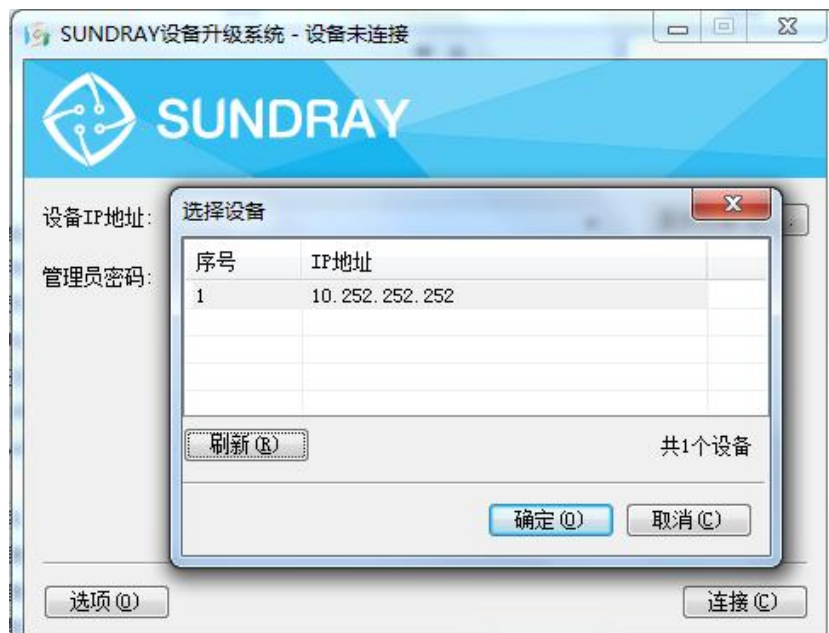 SUNDRAY设备升级系统 - 设备未连接
SUNDRAY
设备IP地址:
选择设备
序号 IP地址
1 10.252.252.252
管理员密码:
刷新(R) 共1个设备
确定(O) 取消(C)
选项(O) 连接(C)